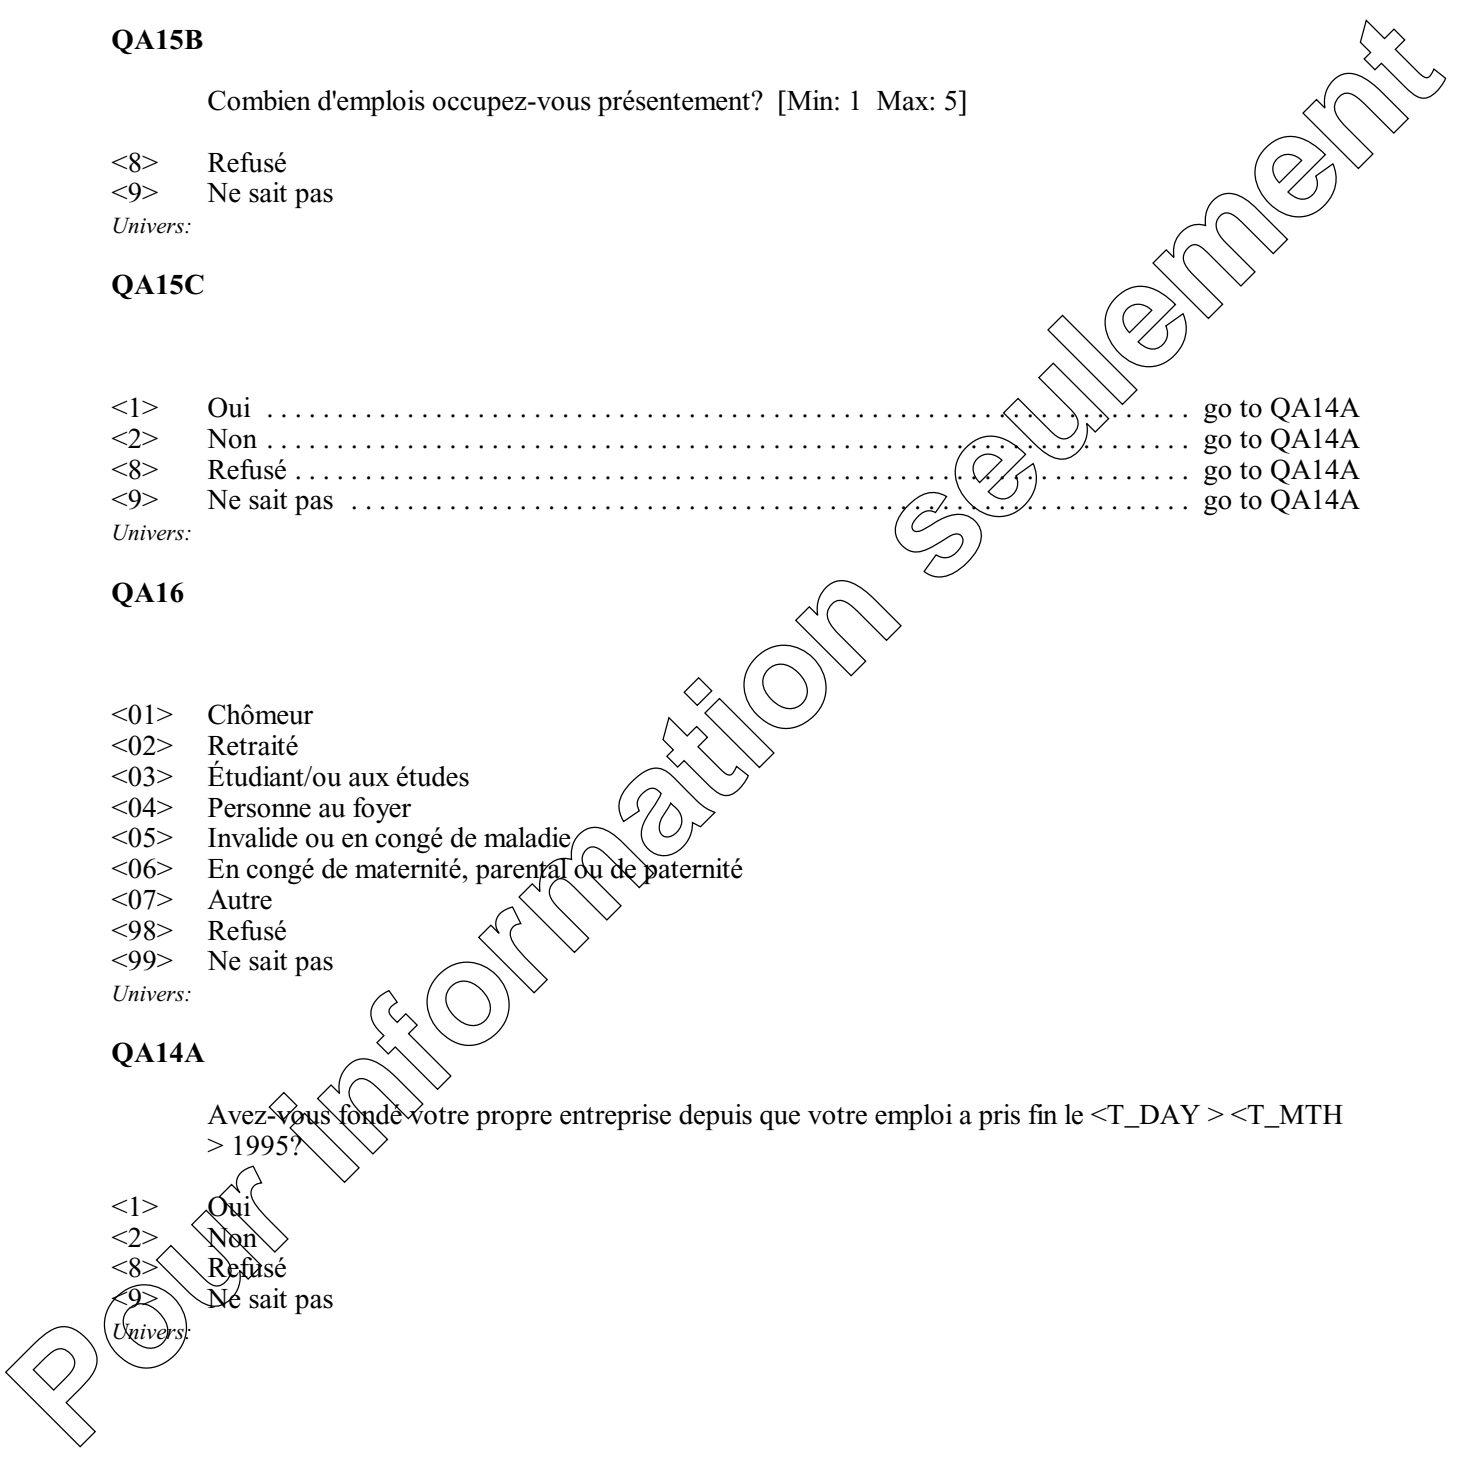 QA15B
Combien d'emplois occupez-vous présentement? [Min: 1 Max: 5]
<8> Refusé
<9> Ne sait pas
Univers:
QA15C
<1> Oui . . . . . . . . . . . . . . . . . . . . . . . . . . . . . . . . . . . . . . . . . . . . . . . . . . . . . . . . . . . . . . . . . . go to QA14A
<2> Non . . . . . . . . . . . . . . . . . . . . . . . . . . . . . . . . . . . . . . . . . . . . . . . . . . . . . . . . . . . . . . . . . . go to QA14A
<8> Refusé . . . . . . . . . . . . . . . . . . . . . . . . . . . . . . . . . . . . . . . . . . . . . . . . . . . . . . . . . . . . . . . . go to QA14A
<9> Ne sait pas . . . . . . . . . . . . . . . . . . . . . . . . . . . . . . . . . . . . . . . . . . . . . . . . . . . . . . . . . . . . go to QA14A
Univers:
QA16
<01> Chômeur
<02> Retraité
<03> Étudiant/ou aux études
<04> Personne au foyer
<05> Invalide ou en congé de maladie
<06> En congé de maternité, parental ou de paternité
<07> Autre
<98> Refusé
<99> Ne sait pas
Univers:
QA14A
Avez-vous fondé votre propre entreprise depuis que votre emploi a pris fin le <T_DAY > <T_MTH
> 1995?
<1> Oui
<2> Non
<8> Refusé
<9> Ne sait pas
Univers:
Pour information seulement